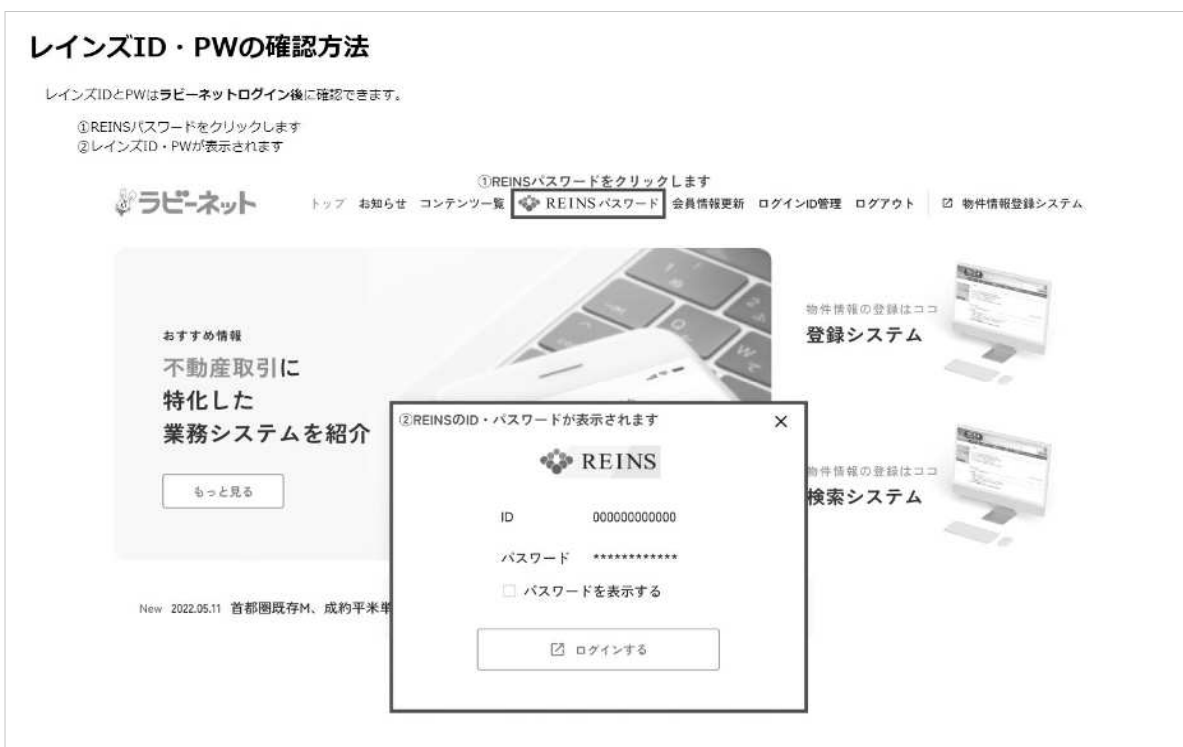 レインズID・PWの確認方法
レインズIDとPWはラビーネットログイン後に確認できます。
①REINSパスワードをクリックします
②レインズID・PWが表示されます
①REINSパスワードをクリックします
ラビーネット トップ お知らせ コンテンツ一覧 REINSパスワード 会員情報更新 ログインID管理 ログアウト 物件情報登録システム
おすすめ情報
不動産取引に
特化した
業務システムを紹介
もっと見る
物件情報の登録はココ
登録システム
物件情報の登録はココ
検索システム
②REINSのID・パスワードが表示されます ×
REINS
ID 000000000000
パスワード ************
パスワードを表示する
ログインする
New 2022.05.11 首都圏既存M、成約平米単